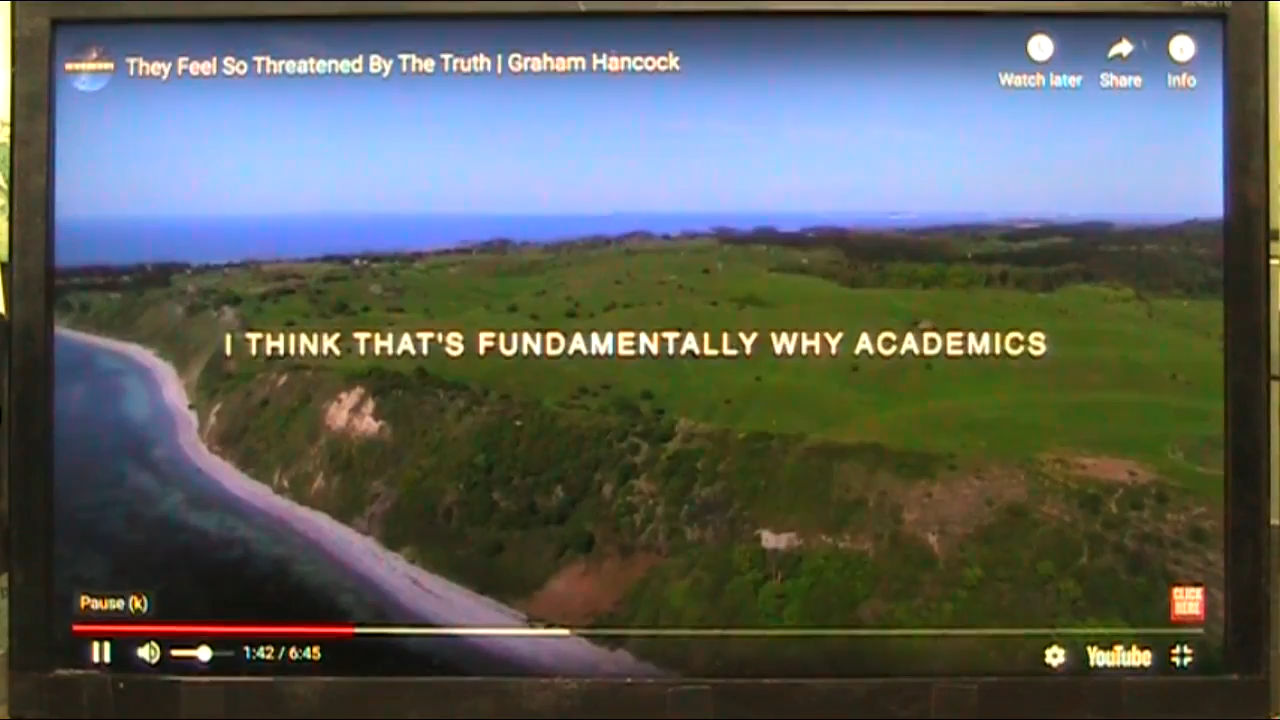 They Feel So Threatened By The Truth | Graham Hancock
Watch later
Share
Info
I THINK THAT'S FUNDAMENTALLY WHY ACADEMICS
CLICK
HERE
Pause (k)
1:42 / 6:45
YouTube